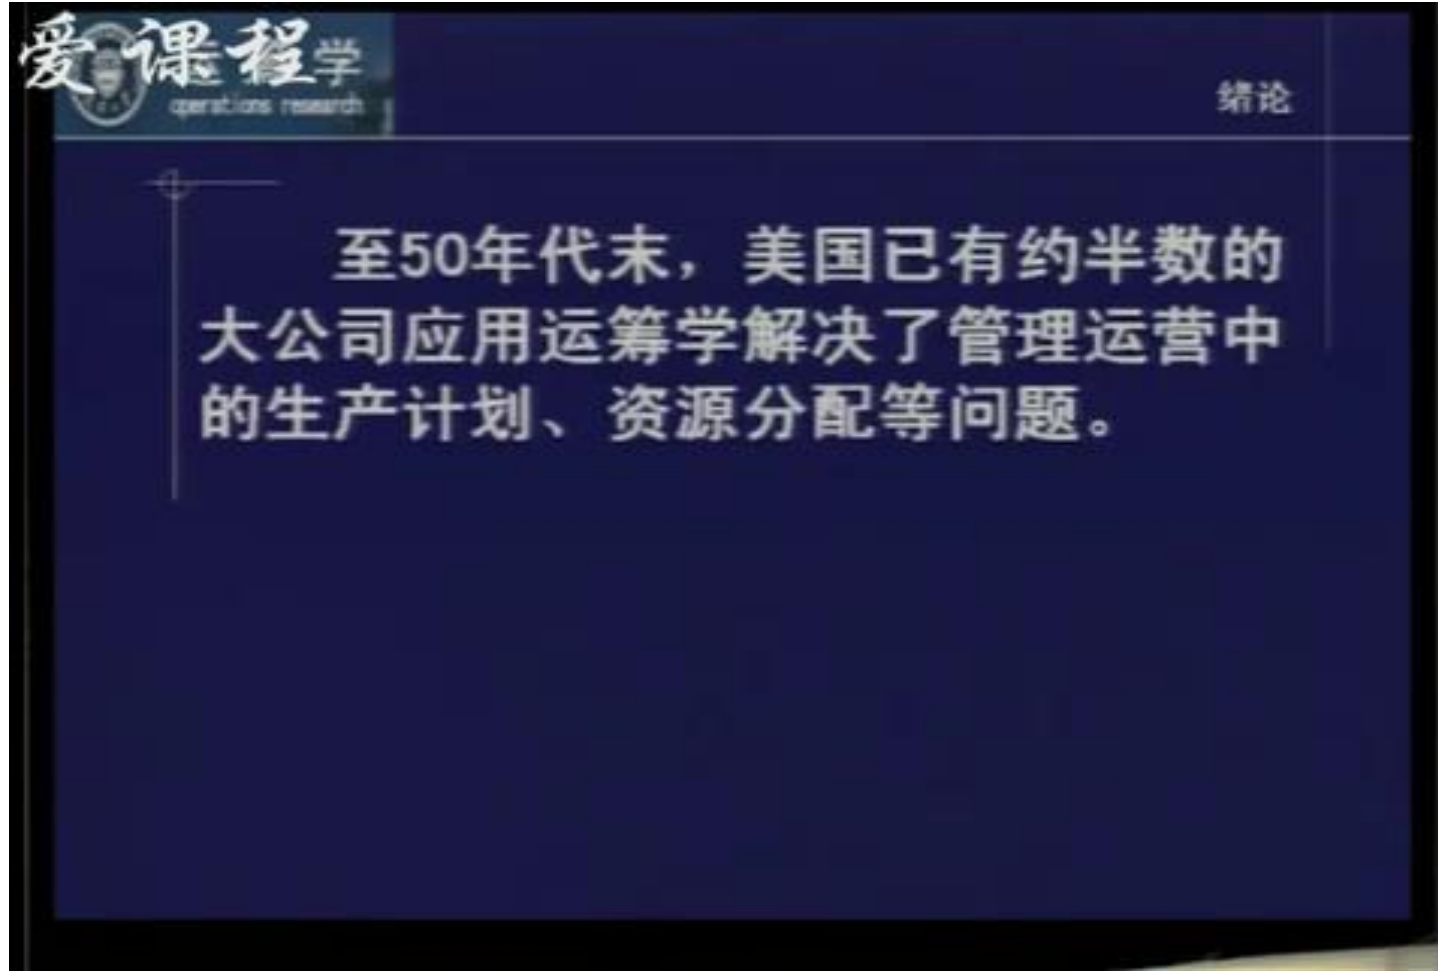 爱课程
学
operations research
绪论
至50年代末，美国已有约半数的
大公司应用运筹学解决了管理运营中
的生产计划、资源分配等问题。